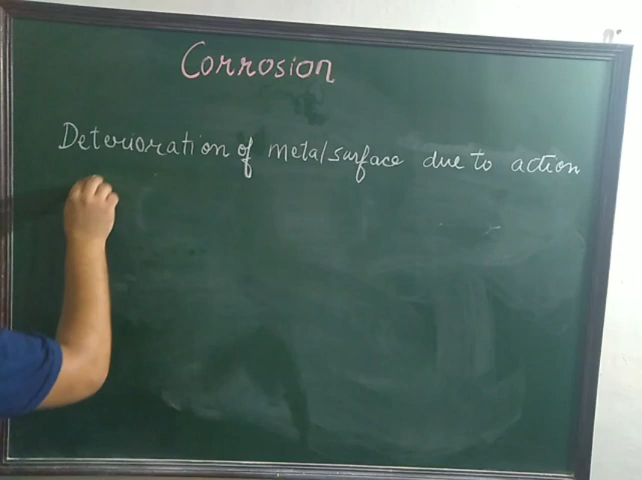 Corrosion
Deterioration of metal surface due to action